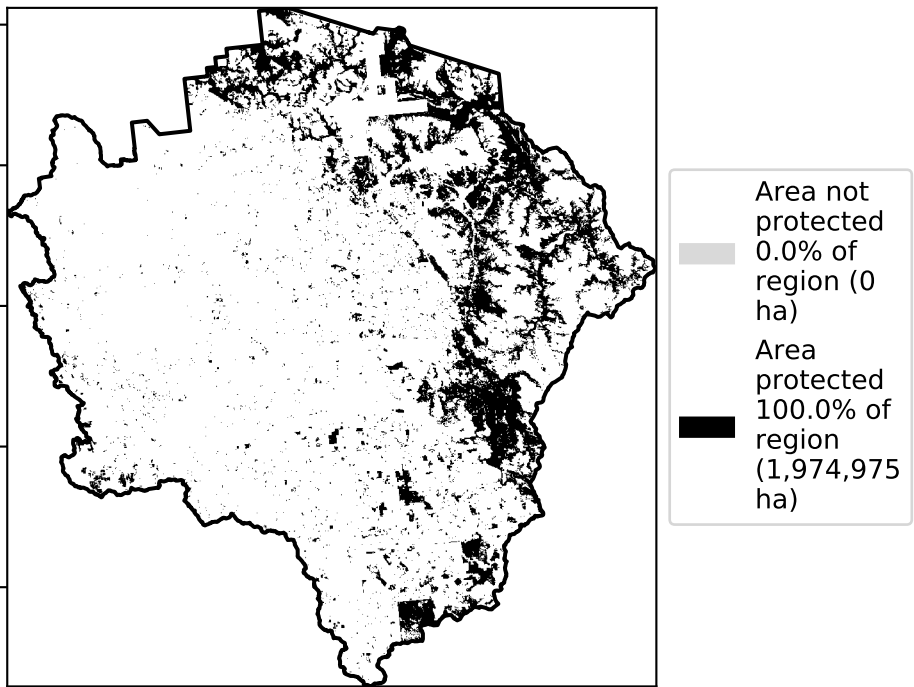 Area not
protected
0.0% of
region (0
ha)
Area
protected
100.0% of
region
(1,974,975
ha)